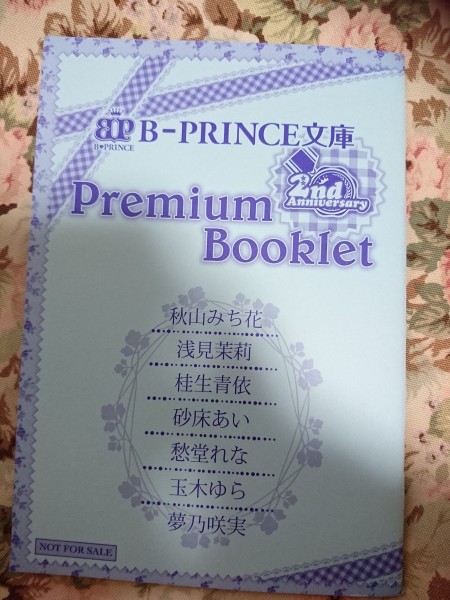 BP
B♥PRINCE
B-PRINCE文庫
2nd
Anniversary
Premium
Booklet
秋山みち花
浅見茉莉
桂生青依
砂床あい
愁堂れな
玉木ゆら
夢乃咲実
NOT FOR SALE